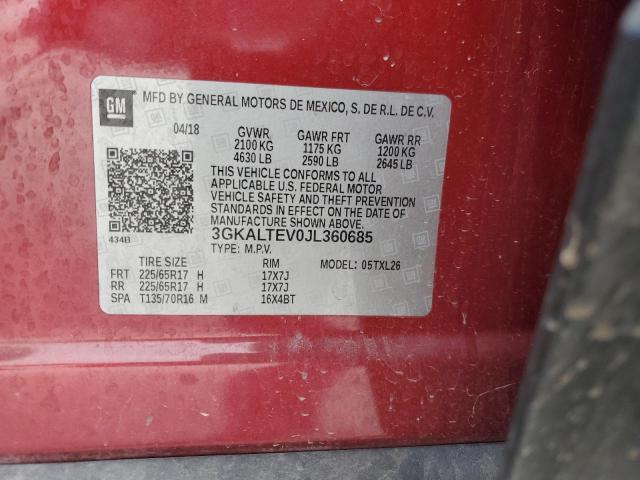 GM
MFD BY GENERAL MOTORS DE MEXICO, S. DE R.L. DE C.V.
04/18 GVWR GAWR FRT GAWR RR
2100 KG 1175 KG 1200 KG
4630 LB 2590 LB 2645 LB
THIS VEHICLE CONFORMS TO ALL
APPLICABLE U.S. FEDERAL MOTOR
VEHICLE SAFETY AND THEFT PREVENTION
STANDARDS IN EFFECT ON THE DATE OF
MANUFACTURE SHOWN ABOVE.
434B 3GKALTEV0JL360685
TYPE: M.P.V.
TIRE SIZE RIM MODEL: 05TXL26
FRT 225/65R17 H 17X7J
RR 225/65R17 H 17X7J
SPA T135/70R16 M 16X4BT